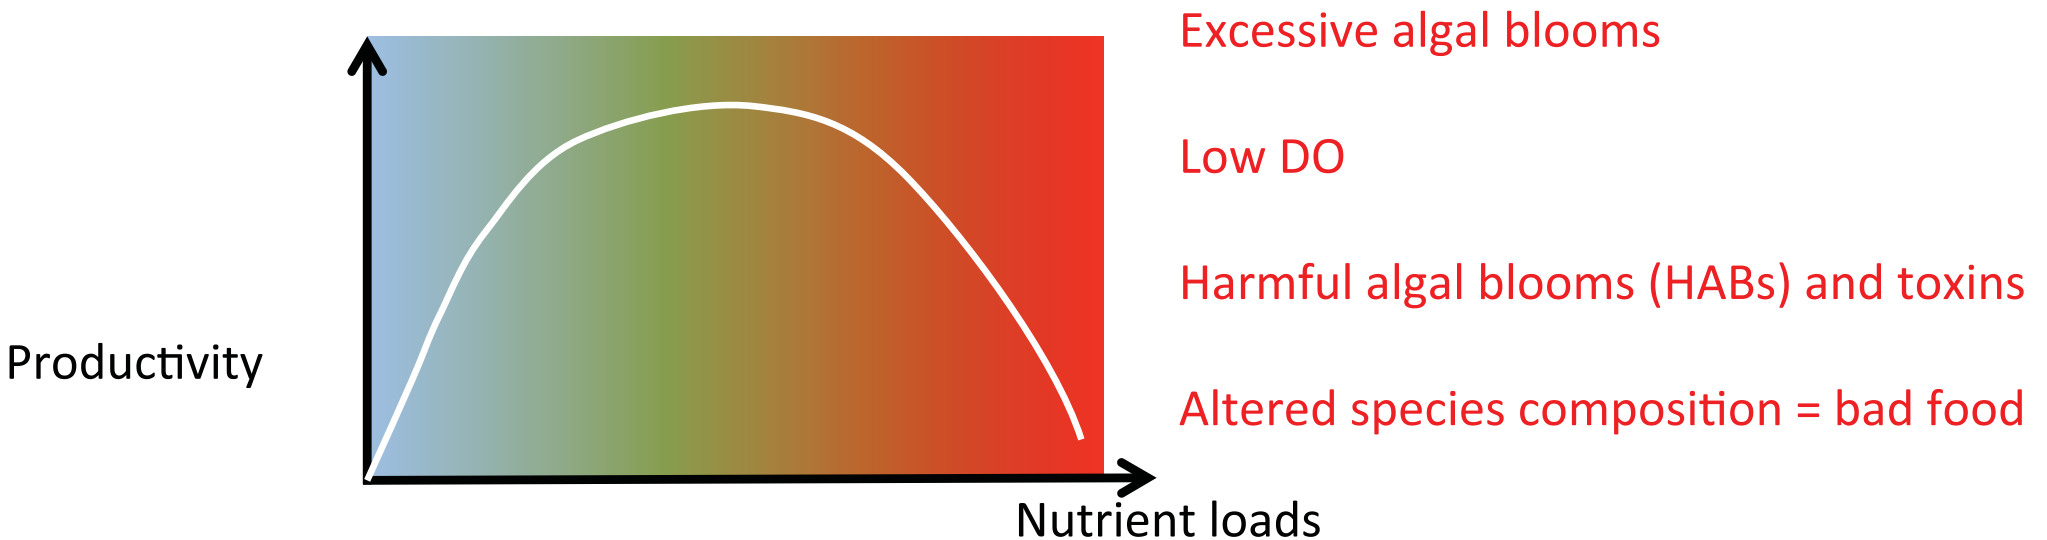 Excessive algal blooms
Low DO
Harmful algal blooms (HABs) and toxins
Productivity
Altered species composition = bad food
Nutrient loads